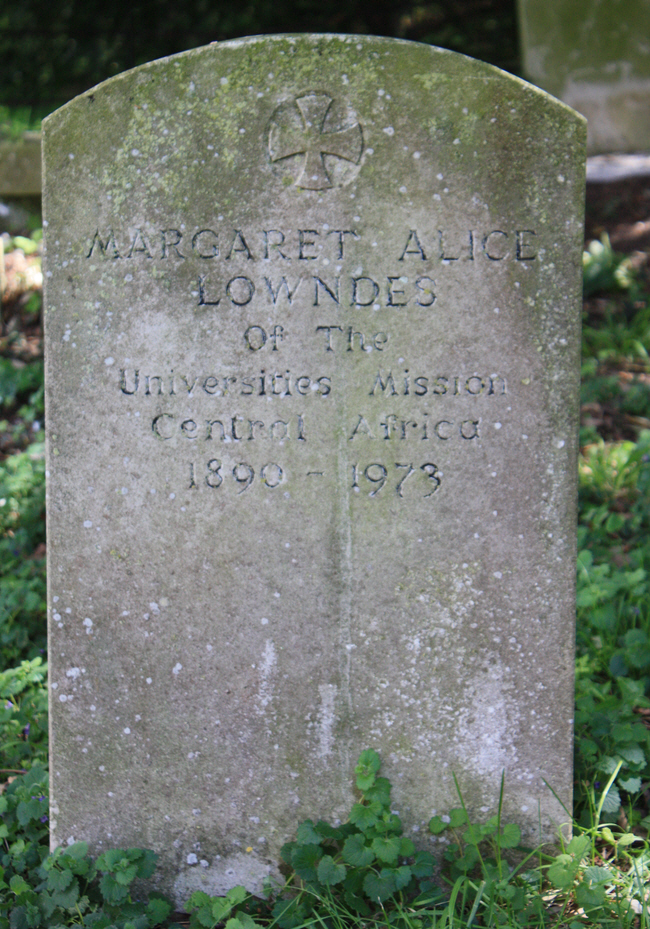 MARGARET ALICE
LOWNDES
Of The
Universities Mission
Central Africa
1890 - 1973